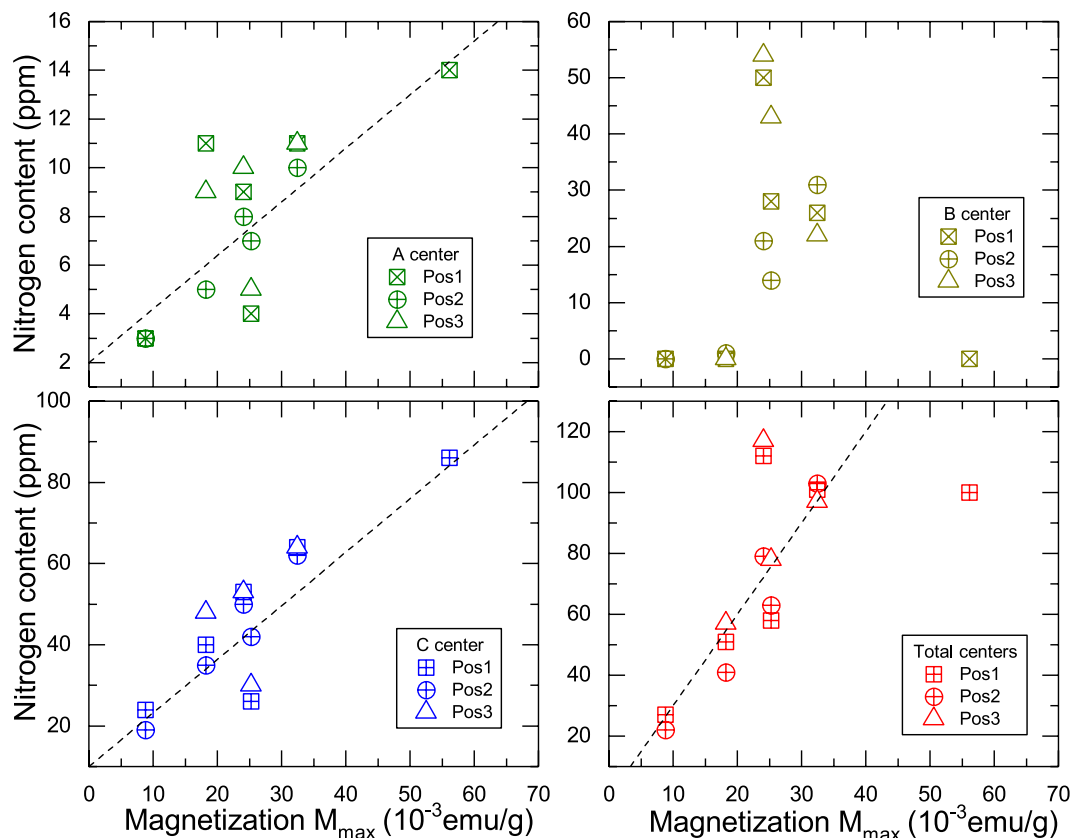 16
14
12
10
8
6
4
2
Nitrogen content (ppm)
A center
Pos1
Pos2
Pos3
60
50
40
30
20
10
0
B center
Pos1
Pos2
Pos3
100
80
60
40
20
Nitrogen content (ppm)
C center
Pos1
Pos2
Pos3
0 10 20 30 40 50 60 70
Magnetization Mmax (10-3emu/g)
120
100
80
60
40
20
Total centers
Pos1
Pos2
Pos3
0 10 20 30 40 50 60 70
Magnetization Mmax (10-3emu/g)